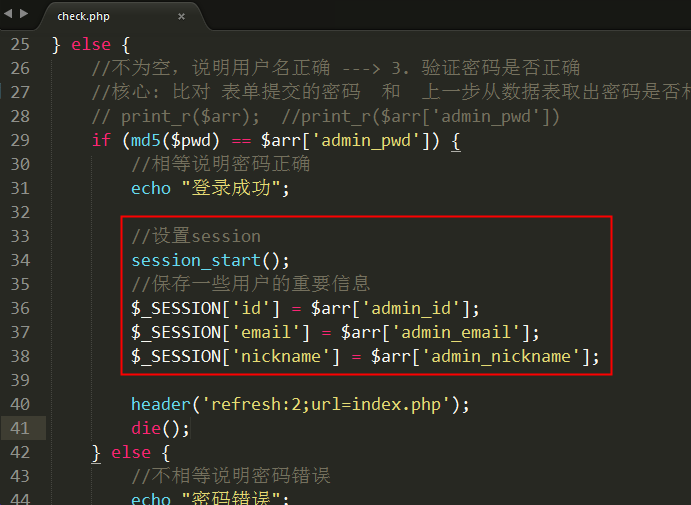 check.php ×
25 } else {
26 //不为空，说明用户名正确 ---> 3. 验证密码是否正确
27 //核心：比对 表单提交的密码 和 上一步从数据表取出密码是否
28 // print_r($arr); //print_r($arr['admin_pwd'])
29 if (md5($pwd) == $arr['admin_pwd']) {
30 //相等说明密码正确
31 echo "登录成功";
32
33 //设置session
34 session_start();
35 //保存一些用户的重要信息
36 $_SESSION['id'] = $arr['admin_id'];
37 $_SESSION['email'] = $arr['admin_email'];
38 $_SESSION['nickname'] = $arr['admin_nickname'];
39
40 header('refresh:2;url=index.php');
41 die();
42 } else {
43 //不相等说明密码错误
44 echo "密码错误";